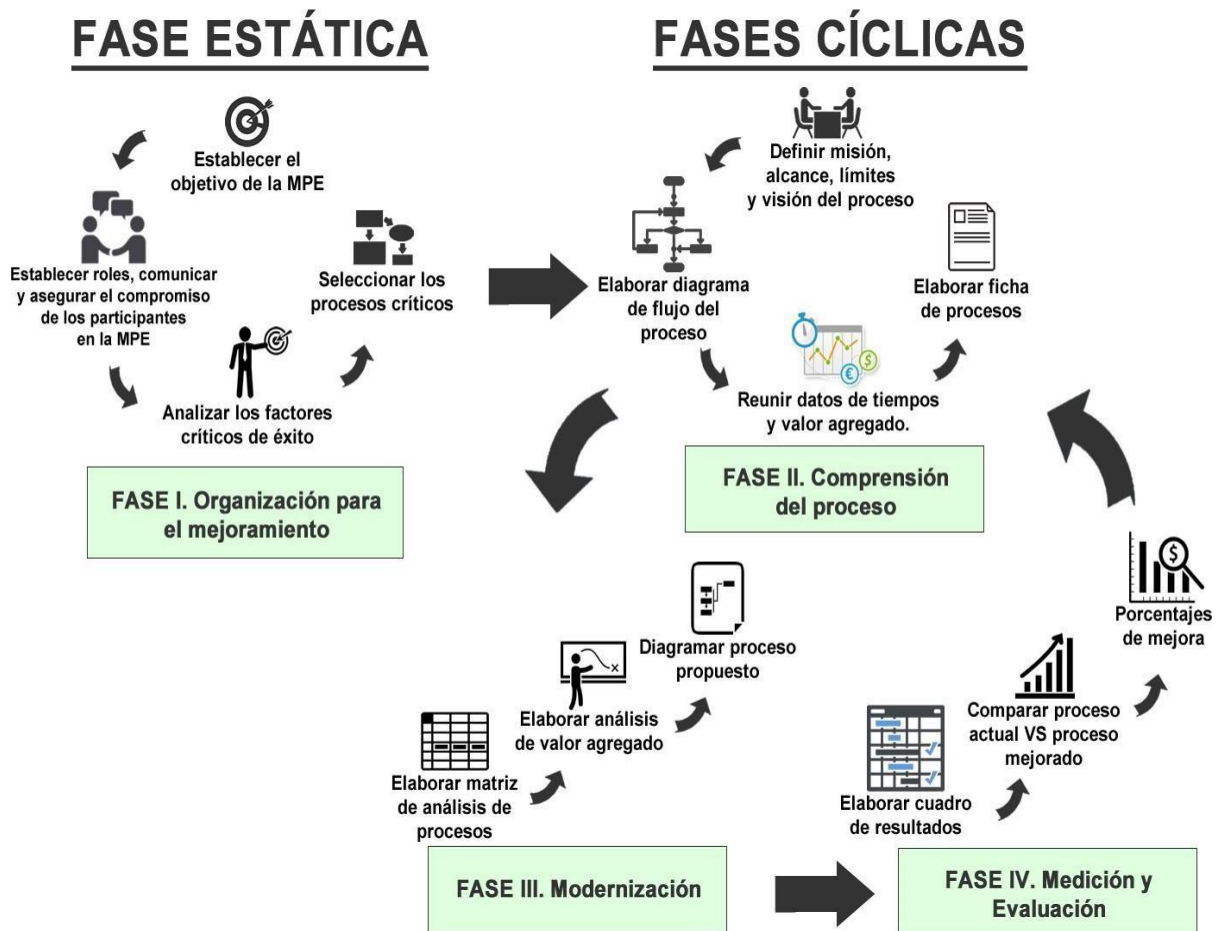 FASE ESTÁTICA
Establecer el
objetivo de la MPE
Establecer roles, comunicar
y asegurar el compromiso
de los participantes
en la MPE
Analizar los factores
críticos de éxito
Seleccionar los
procesos críticos
FASE I. Organización para
el mejoramiento
FASES CÍCLICAS
Definir misión,
alcance, límites
y visión del proceso
Elaborar diagrama
de flujo del
proceso
Reunir datos de tiempos
y valor agregado.
$
€
Elaborar ficha
de procesos
FASE II. Comprensión
del proceso
Elaborar matriz
de análisis de
procesos
Elaborar análisis
de valor agregado
Diagramar proceso
propuesto
FASE III. Modernización
Elaborar cuadro
de resultados
Comparar proceso
actual VS proceso
mejorado
$
Porcentajes
de mejora
FASE IV. Medición y
Evaluación